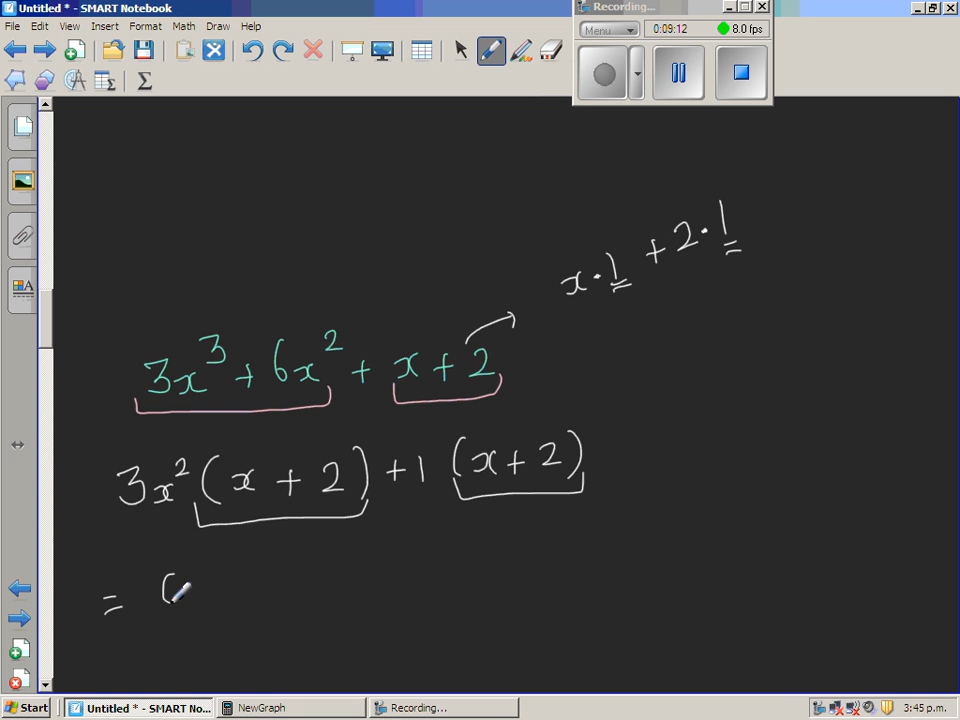 Untitled * - SMART Notebook
Recording...
File Edit View Insert Format Tools Draw Help
Menu 0:09:12 8.0 fps
x · 1 + 2 · 1
3x³ + 6x² + x + 2
3x² (x + 2) + 1 (x + 2)
= (
Start Untitled * - SMART No... NewGraph Recording... 3:45 p.m.